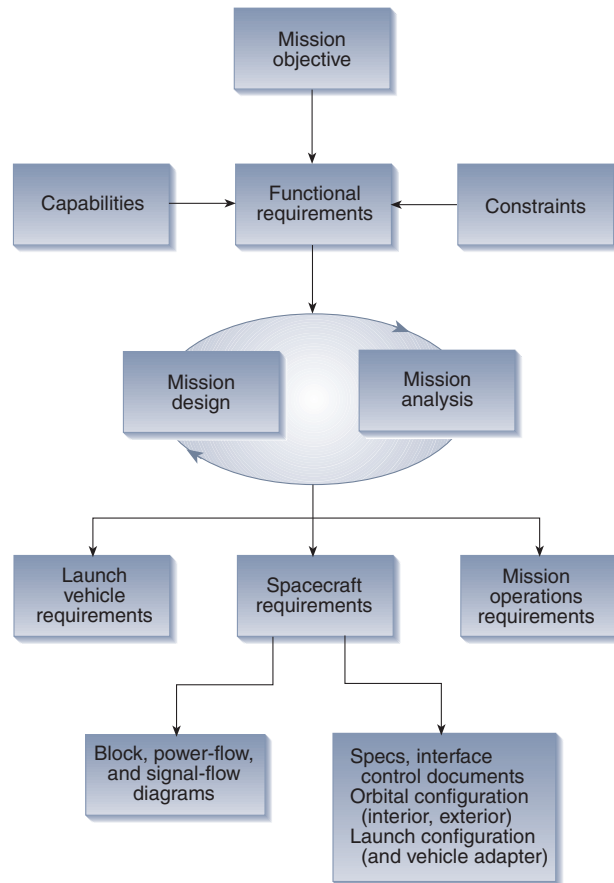 Mission
objective
Capabilities
Functional
requirements
Constraints
Mission
design
Mission
analysis
Launch
vehicle
requirements
Spacecraft
requirements
Mission
operations
requirements
Block, power-flow,
and signal-flow
diagrams
Specs, interface
control documents
Orbital configuration
(interior, exterior)
Launch configuration
(and vehicle adapter)